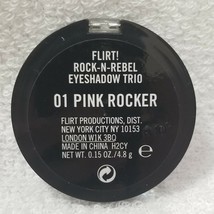 FLIRT!
ROCK-N-REBEL
EYESHADOW TRIO
01 PINK ROCKER
FLIRT PRODUCTIONS, DIST.
NEW YORK CITY NY 10153
LONDON W1K 3BQ
MADE IN CHINA H2CY
NET WT. 0.15 OZ./4.8 g ℮